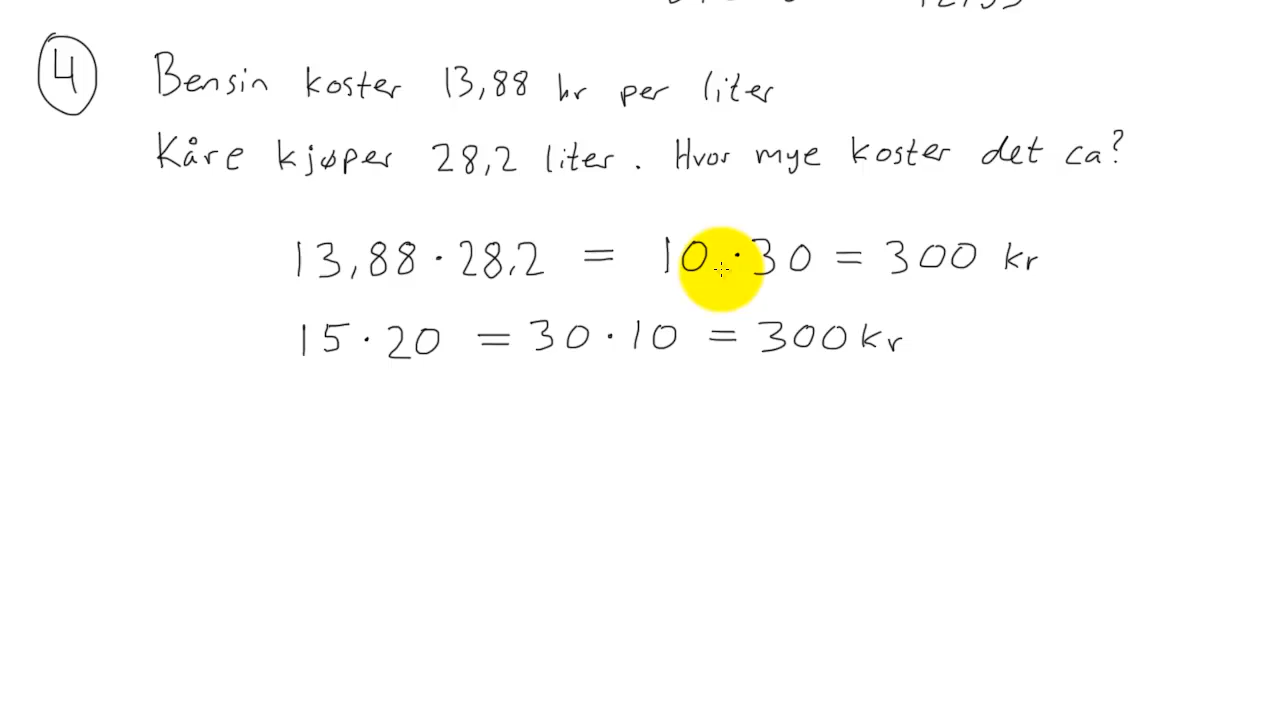 4 Bensin koster 13,88 kr per liter
Kåre kjøper 28,2 liter. Hvor mye koster det ca?
13,88 · 28,2 = 10 · 30 = 300 kr
15 · 20 = 30 · 10 = 300 kr